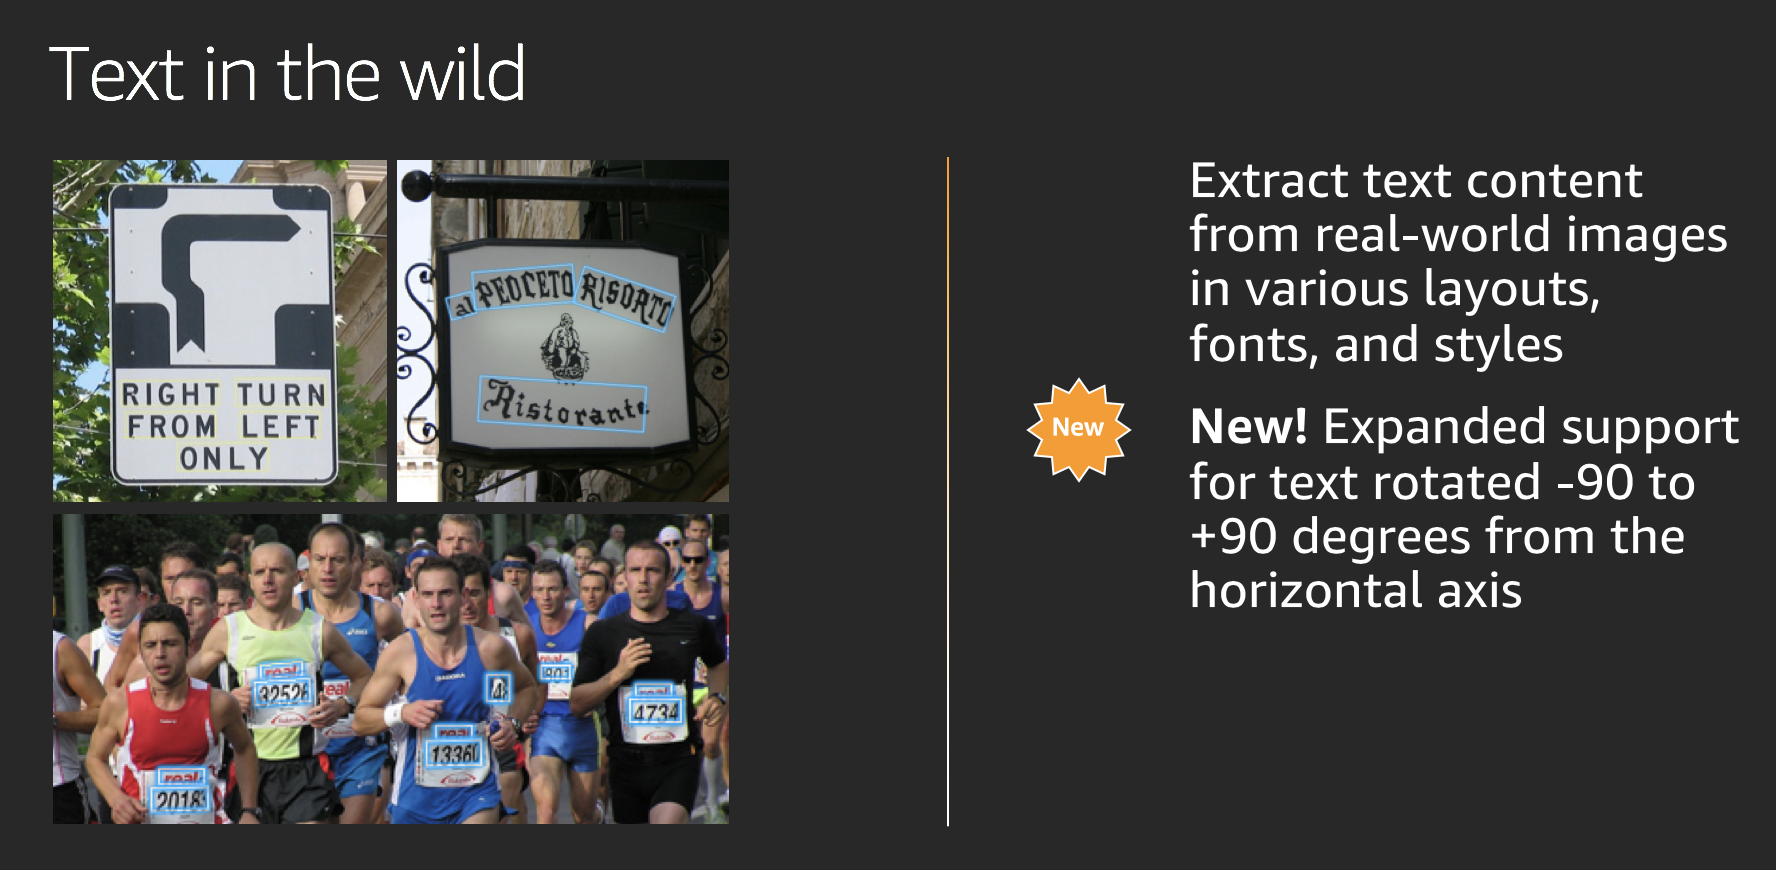 Text in the wild
RIGHT TURN
FROM LEFT
ONLY
al PEOCETO RISORTO
Ristorante
real,-
32526
real
DIADORA
real,-
13360
real,-
4734
real,-
2018
Extract text content
from real-world images
in various layouts,
fonts, and styles
New
New! Expanded support
for text rotated -90 to
+90 degrees from the
horizontal axis